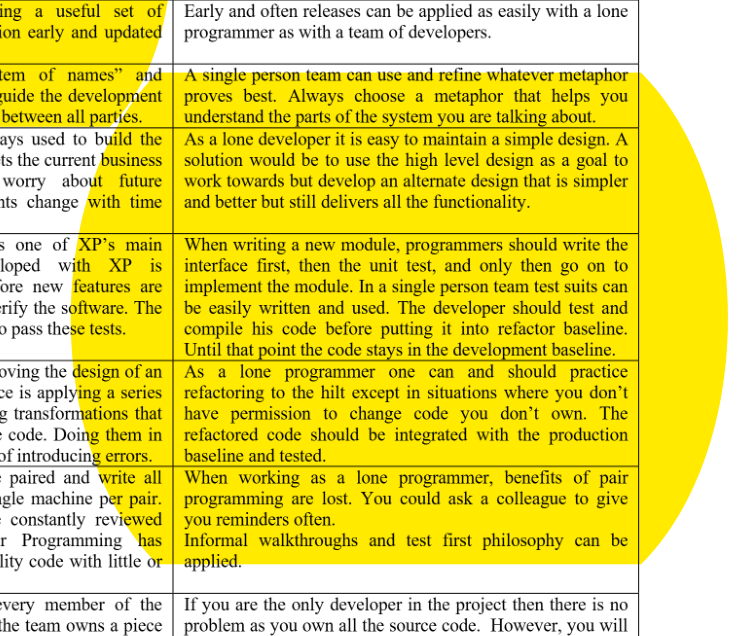 ing a useful set of
ion early and updated
Early and often releases can be applied as easily with a lone
programmer as with a team of developers.
tem of names” and
guide the development
between all parties.
A single person team can use and refine whatever metaphor
proves best. Always choose a metaphor that helps you
understand the parts of the system you are talking about.
ays used to build the
ets the current business
worry about future
nts change with time
As a lone developer it is easy to maintain a simple design. A
solution would be to use the high level design as a goal to
work towards but develop an alternate design that is simpler
and better but still delivers all the functionality.
s one of XP’s main
loped with XP is
fore new features are
erify the software. The
o pass these tests.
When writing a new module, programmers should write the
interface first, then the unit test, and only then go on to
implement the module. In a single person team test suits can
be easily written and used. The developer should test and
compile his code before putting it into refactor baseline.
Until that point the code stays in the development baseline.
oving the design of an
ce is applying a series
g transformations that
e code. Doing them in
of introducing errors.
As a lone programmer one can and should practice
refactoring to the hilt except in situations where you don’t
have permission to change code you don’t own. The
refactored code should be integrated with the production
baseline and tested.
e paired and write all
ngle machine per pair.
e constantly reviewed
r Programming has
lity code with little or
When working as a lone programmer, benefits of pair
programming are lost. You could ask a colleague to give
you reminders often.
Informal walkthroughs and test first philosophy can be
applied.
every member of the
the team owns a piece
If you are the only developer in the project then there is no
problem as you own all the source code. However, you will